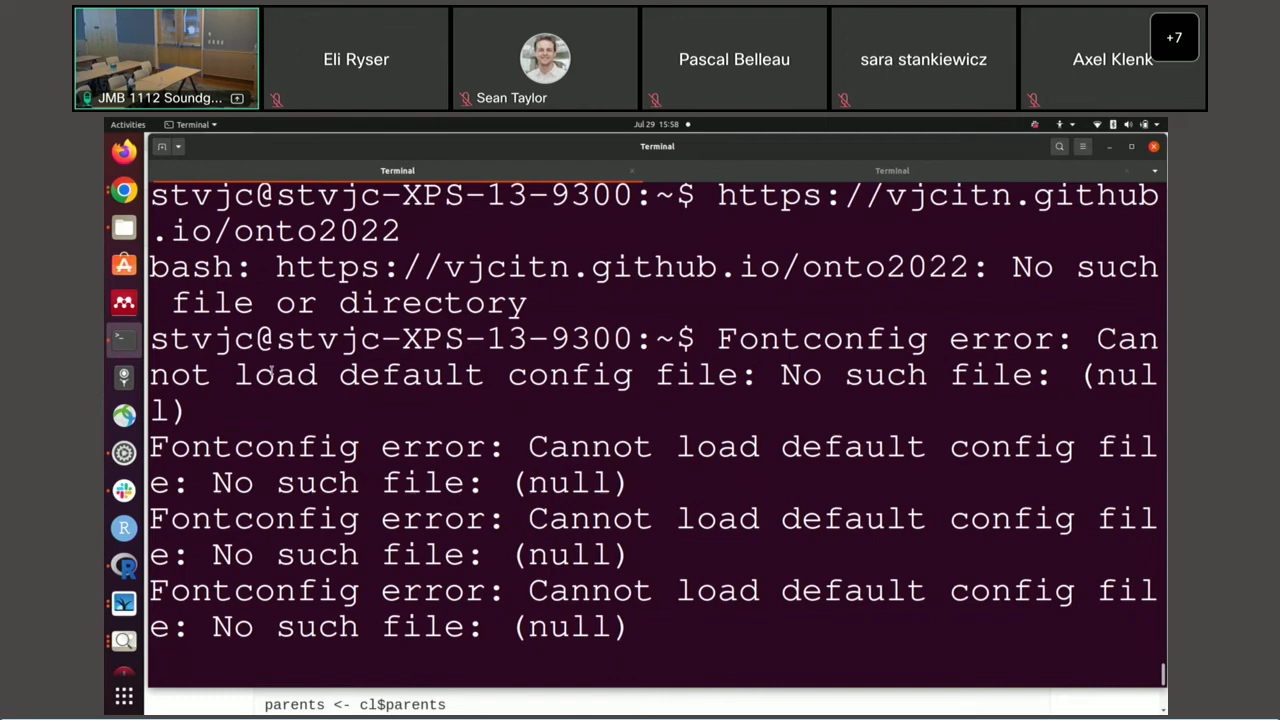 Eli Ryser
Pascal Belleau
sara stankiewicz
Axel Klenk
+7
JMB 1112 Soundg...
Sean Taylor
Activities
Terminal
Jul 29 15:58
Terminal
Terminal
Terminal
stvjc@stvjc-XPS-13-9300:~$ https://vjcitn.github
.io/onto2022
bash: https://vjcitn.github.io/onto2022: No such
file or directory
stvjc@stvjc-XPS-13-9300:~$ Fontconfig error: Can
not load default config file: No such file: (nul
l)
Fontconfig error: Cannot load default config fil
e: No such file: (null)
Fontconfig error: Cannot load default config fil
e: No such file: (null)
Fontconfig error: Cannot load default config fil
e: No such file: (null)
parents <- cl$parents